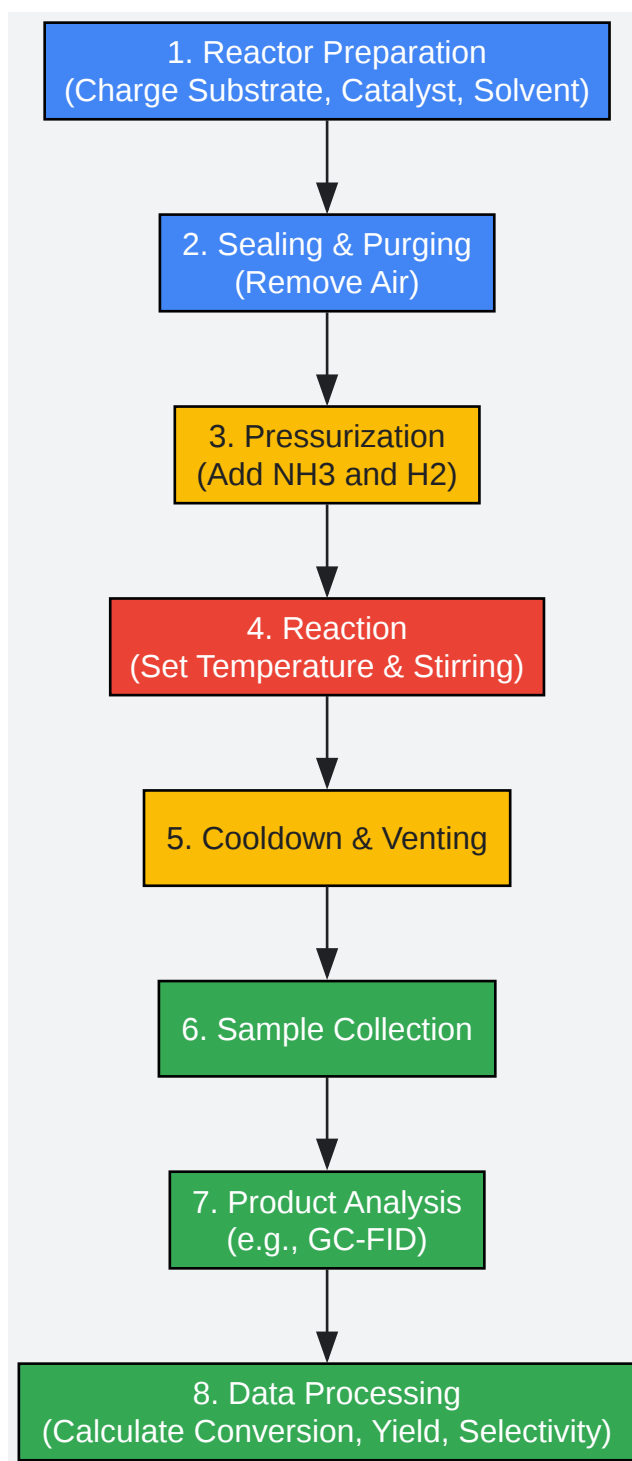 1. Reactor Preparation
(Charge Substrate, Catalyst, Solvent)
2. Sealing & Purging
(Remove Air)
3. Pressurization
(Add NH3 and H2)
4. Reaction
(Set Temperature & Stirring)
5. Cooldown & Venting
6. Sample Collection
7. Product Analysis
(e.g., GC-FID)
8. Data Processing
(Calculate Conversion, Yield, Selectivity)